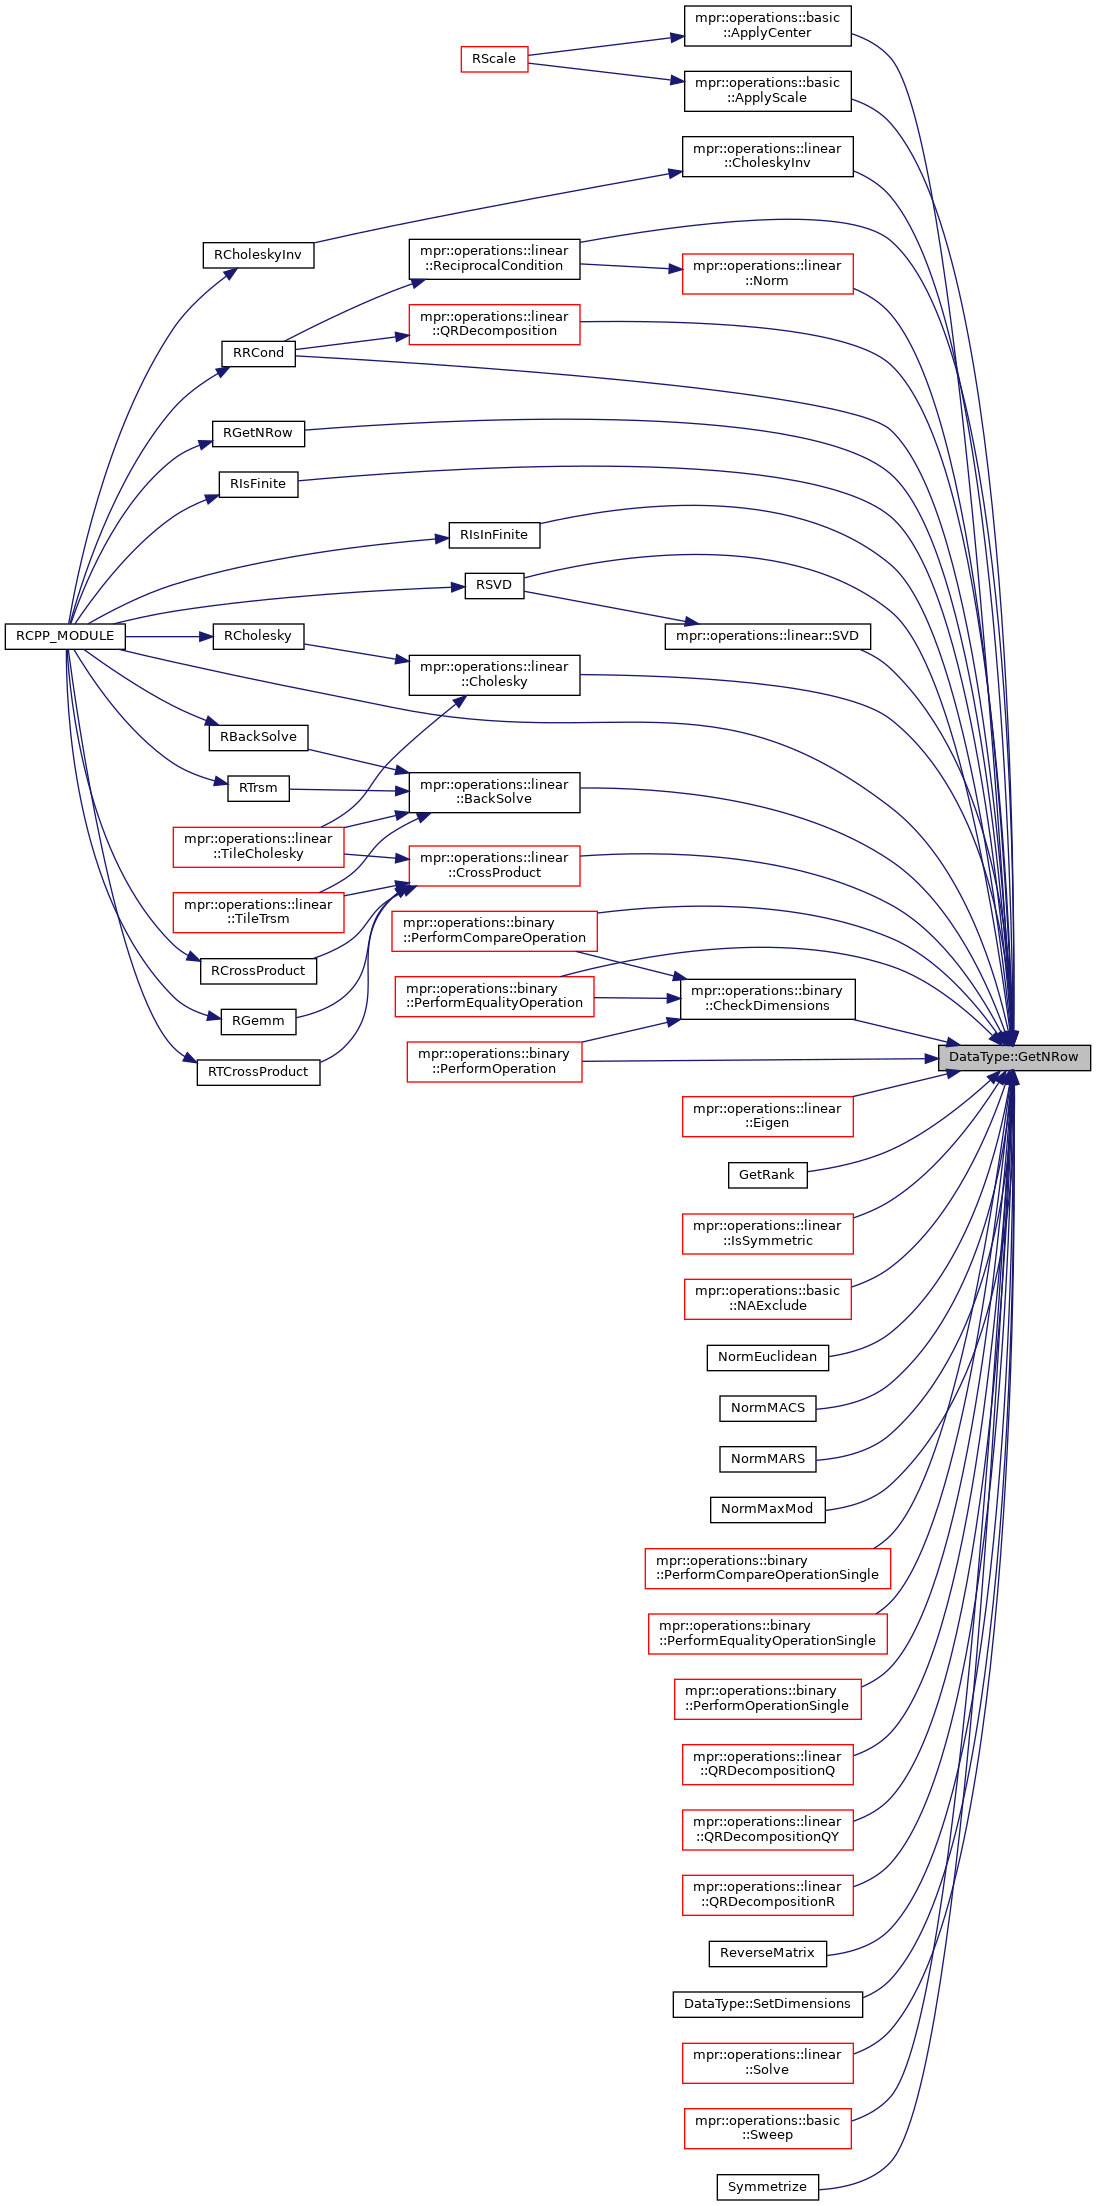 mpr::operations::basic
::ApplyCenter
RScale
mpr::operations::basic
::ApplyScale
mpr::operations::linear
::CholeskyInv
RCholeskyInv
mpr::operations::linear
::ReciprocalCondition
mpr::operations::linear
::Norm
mpr::operations::linear
::QRDecomposition
RRCond
RGetNRow
RIsFinite
RIsInFinite
RSVD
RCPP_MODULE
RCholesky
mpr::operations::linear::SVD
mpr::operations::linear
::Cholesky
RBackSolve
RTrsm
mpr::operations::linear
::BackSolve
mpr::operations::linear
::TileCholesky
mpr::operations::linear
::CrossProduct
mpr::operations::linear
::TileTrsm
mpr::operations::binary
::PerformCompareOperation
RCrossProduct
mpr::operations::binary
::PerformEqualityOperation
mpr::operations::binary
::CheckDimensions
RGemm
mpr::operations::binary
::PerformOperation
DataType::GetNRow
RTCrossProduct
mpr::operations::linear
::Eigen
GetRank
mpr::operations::linear
::IsSymmetric
mpr::operations::basic
::NAExclude
NormEuclidean
NormMACS
NormMARS
NormMaxMod
mpr::operations::binary
::PerformCompareOperationSingle
mpr::operations::binary
::PerformEqualityOperationSingle
mpr::operations::binary
::PerformOperationSingle
mpr::operations::linear
::QRDecompositionQ
mpr::operations::linear
::QRDecompositionQY
mpr::operations::linear
::QRDecompositionR
ReverseMatrix
DataType::SetDimensions
mpr::operations::linear
::Solve
mpr::operations::basic
::Sweep
Symmetrize